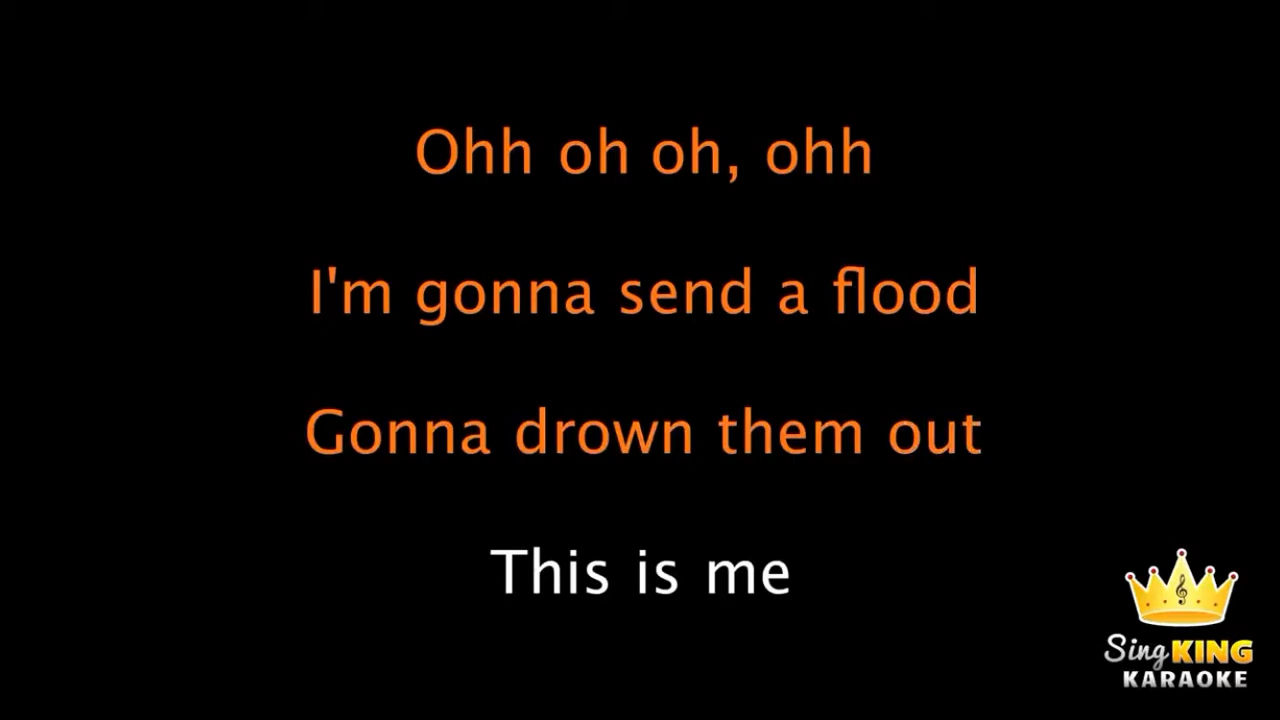 Ohh oh oh, ohh
I'm gonna send a flood
Gonna drown them out
This is me
Sing KING
KARAOKE